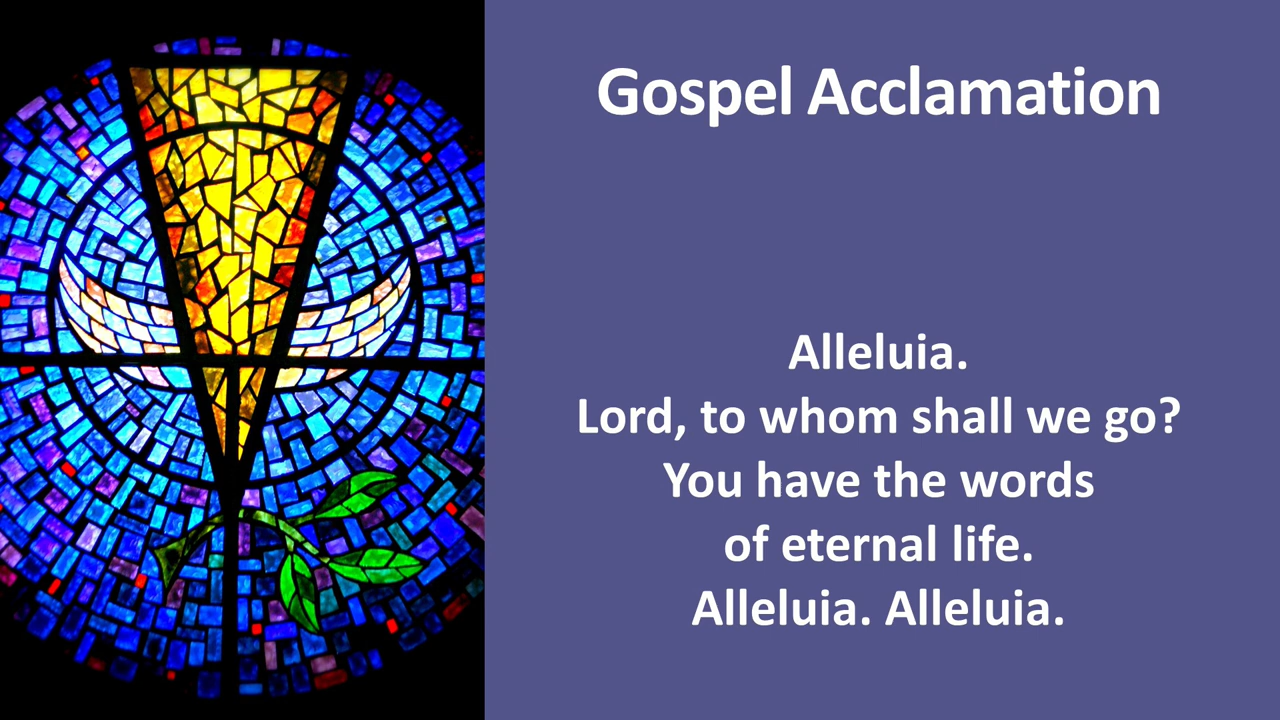 Gospel Acclamation
Alleluia.
Lord, to whom shall we go?
You have the words
of eternal life.
Alleluia. Alleluia.